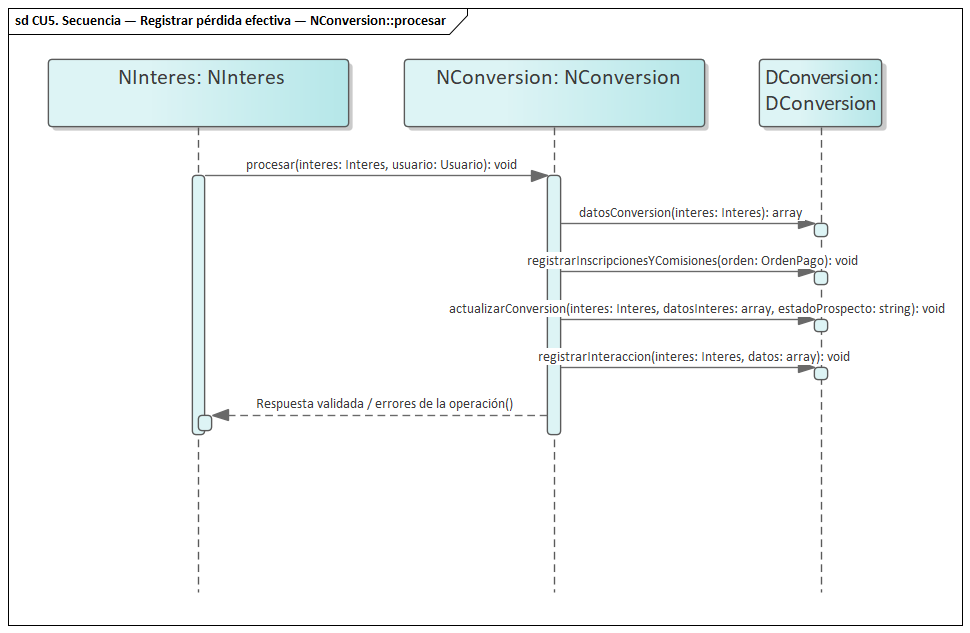 sd CU5. Secuencia — Registrar pérdida efectiva — NConversion::procesar
NInteres: NInteres
NConversion: NConversion
DConversion:
DConversion
procesar(interes: Interes, usuario: Usuario): void
datosConversion(interes: Interes): array
registrarInscripcionesYComisiones(orden: OrdenPago): void
actualizarConversion(interes: Interes, datosInteres: array, estadoProspecto: string): void
registrarInteraccion(interes: Interes, datos: array): void
Respuesta validada / errores de la operación()